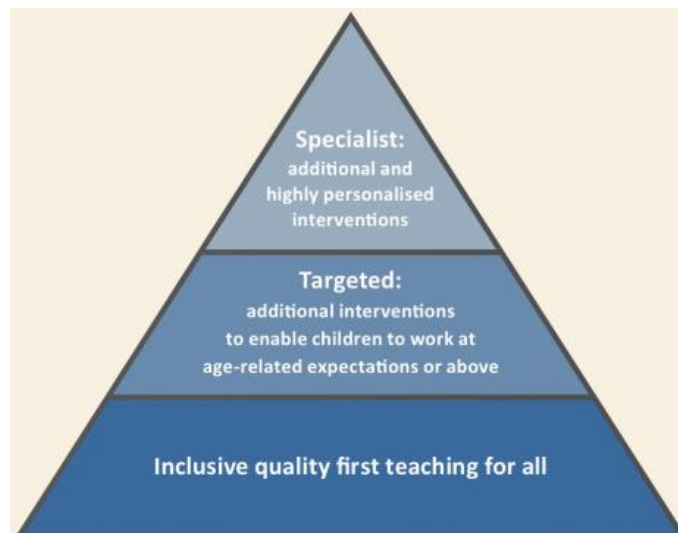 Specialist:
additional and
highly personalised
interventions
Targeted:
additional interventions
to enable children to work at
age-related expectations or above
Inclusive quality first teaching for all